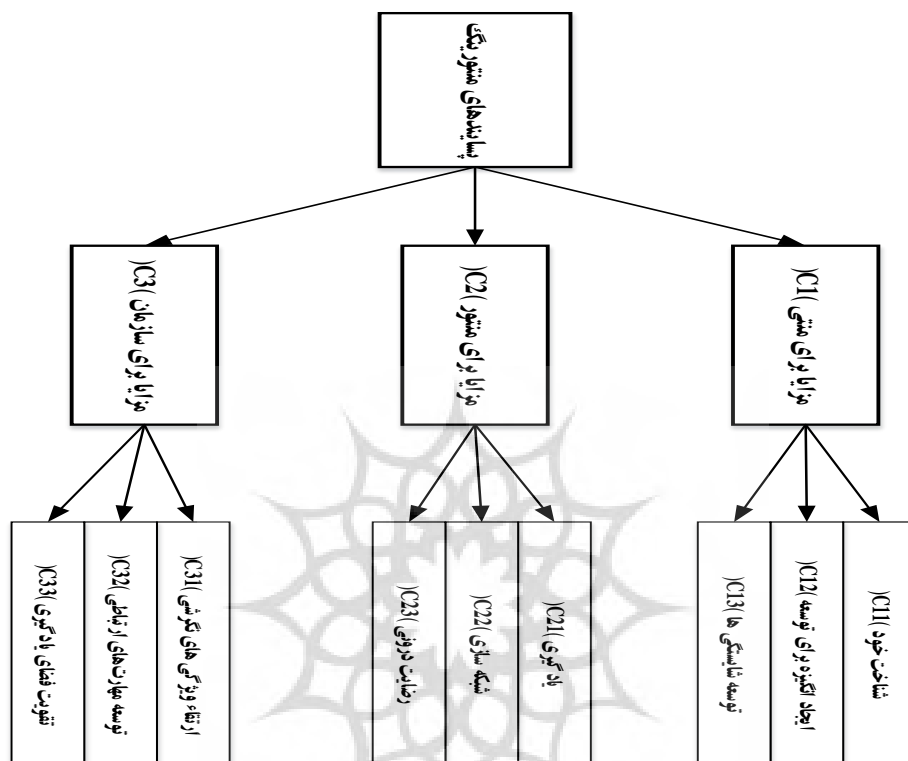 پسایندهای منتورینگ
مزایا برای منتی )C1(
مزایا برای منتور )C2(
مزایا برای سازمان )C3(
شناخت خود )C11(
ایجاد انگیزه برای توسعه )C12(
توسعه شایستگی ها )C13(
یادگیری )C21(
شبکه سازی )C22(
رضایت درونی )C23(
ارتقاء ویژگی های نگرشی )C31(
توسعه مهارت‌های ارتباطی )C32(
تقویت فضای یادگیری )C33(